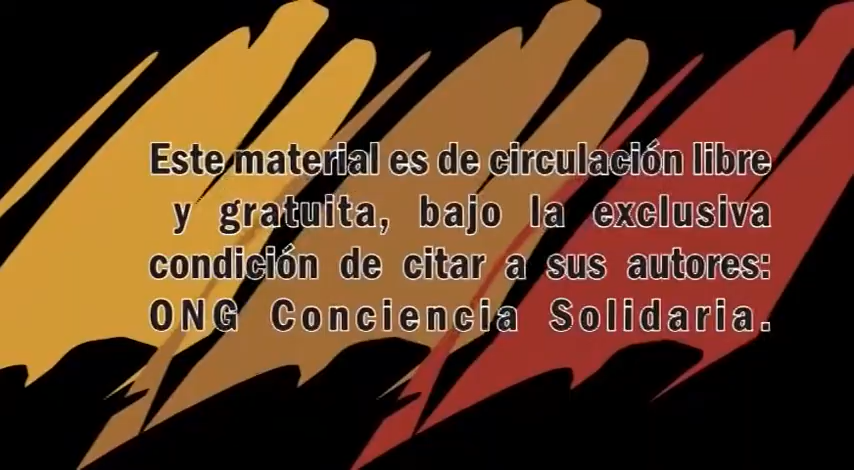 Este material es de circulación libre
y gratuita, bajo la exclusiva
condición de citar a sus autores:
ONG Conciencia Solidaria.